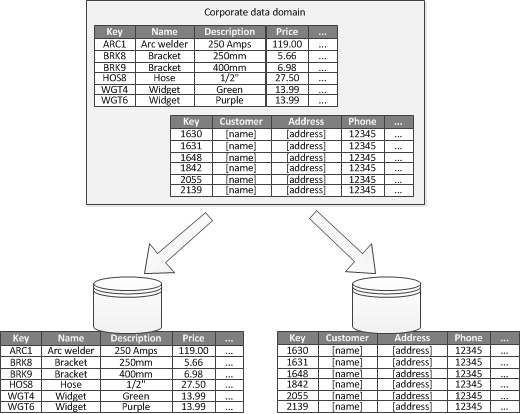 Corporate data domain
Key Name Description Price ...
ARC1 Arc welder 250 Amps 119.00 ...
BRK8 Bracket 250mm 5.66 ...
BRK9 Bracket 400mm 6.98 ...
HOS8 Hose 1/2" 27.50 ...
WGT4 Widget Green 13.99 ...
WGT6 Widget Purple 13.99 ...
Key Customer Address Phone ...
1630 [name] [address] 12345 ...
1631 [name] [address] 12345 ...
1648 [name] [address] 12345 ...
1842 [name] [address] 12345 ...
2055 [name] [address] 12345 ...
2139 [name] [address] 12345 ...
Key Name Description Price ...
ARC1 Arc welder 250 Amps 119.00 ...
BRK8 Bracket 250mm 5.66 ...
BRK9 Bracket 400mm 6.98 ...
HOS8 Hose 1/2" 27.50 ...
WGT4 Widget Green 13.99 ...
WGT6 Widget Purple 13.99 ...
Key Customer Address Phone ...
1630 [name] [address] 12345 ...
1631 [name] [address] 12345 ...
1648 [name] [address] 12345 ...
1842 [name] [address] 12345 ...
2055 [name] [address] 12345 ...
2139 [name] [address] 12345 ...